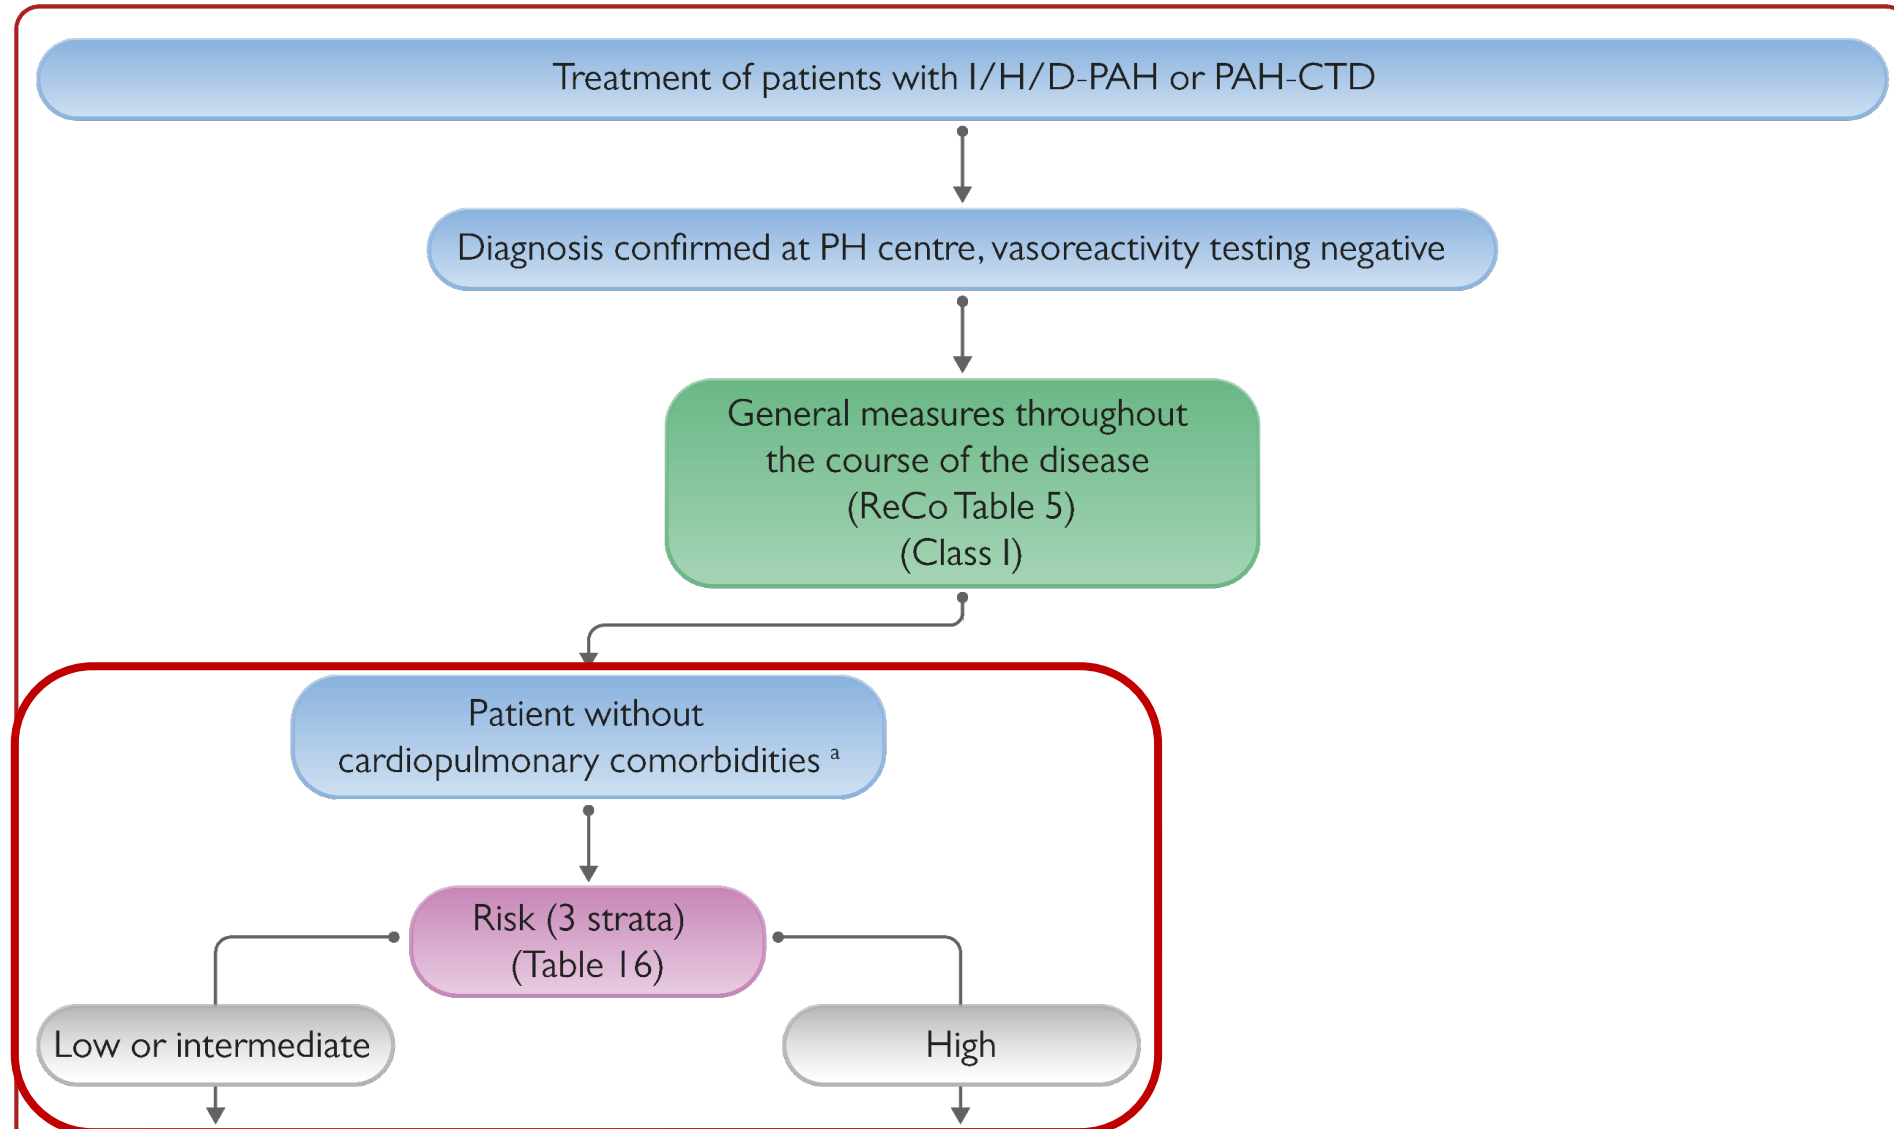 Treatment of patients with I/H/D-PAH or PAH-CTD
Diagnosis confirmed at PH centre, vasoreactivity testing negative
General measures throughout
the course of the disease
(ReCo Table 5)
(Class I)
Patient without
cardiopulmonary comorbidities a
Risk (3 strata)
(Table 16)
Low or intermediate
High